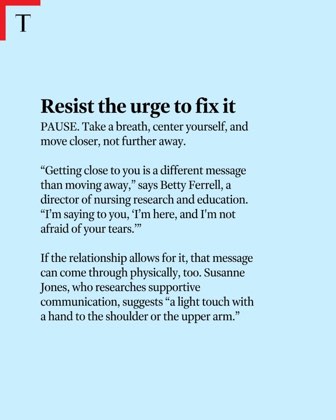 T
Resist the urge to fix it
PAUSE. Take a breath, center yourself, and
move closer, not further away.
“Getting close to you is a different message
than moving away,” says Betty Ferrell, a
director of nursing research and education.
“I’m saying to you, ‘I’m here, and I'm not
afraid of your tears.’”
If the relationship allows for it, that message
can come through physically, too. Susanne
Jones, who researches supportive
communication, suggests “a light touch with
a hand to the shoulder or the upper arm.”